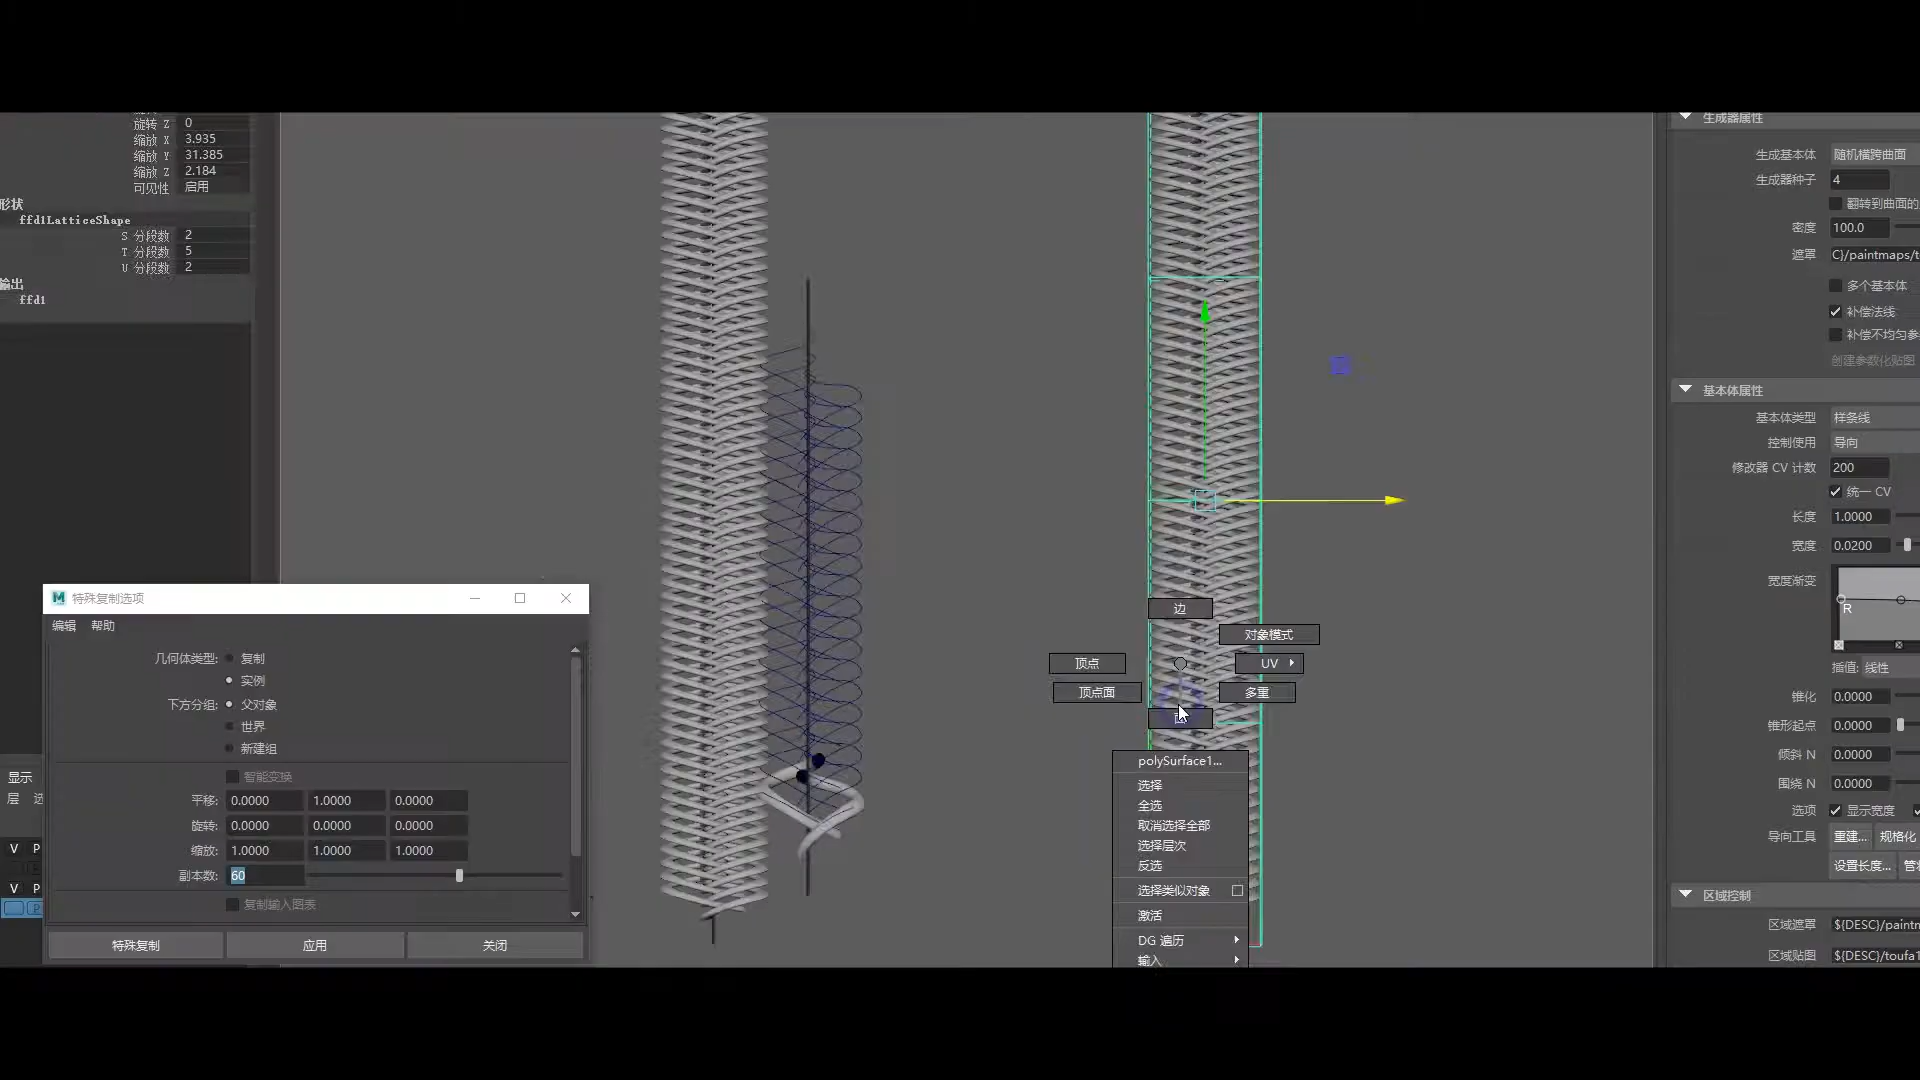 旋转 Z 0
缩放 X 3.935
缩放 Y 31.385
缩放 Z 2.184
可见性 启用
形状
ffd1LatticeShape
S 分段数 2
T 分段数 5
U 分段数 2
输出
ffd1
显示
层
V P
V P
P
特殊复制选项
编辑 帮助
几何体类型: 复制
实例
下方分组: 父对象
世界
新建组
智能变换
平移: 0.0000 1.0000 0.0000
旋转: 0.0000 0.0000 0.0000
缩放: 1.0000 1.0000 1.0000
副本数: 60
复制输入图表
特殊复制 应用 关闭
边
对象模式
顶点 UV
顶点面 多重
polySurface1...
选择
全选
取消选择全部
选择层次
反选
选择类似对象
激活
DG 遍历
输入
生成器属性
生成基本体 随机横跨曲面
生成器种子 4
翻转到曲面的
密度 100.0
遮罩 C}/paintmaps/t
多个基本体
补偿法线
补偿不均匀参
创建参数化贴图
基本体属性
基本体类型 样条线
控制使用 导向
修改器 CV 计数 200
统一 CV
长度 1.0000
宽度 0.0200
宽度渐变
R
插值: 线性
锥化 0.0000
锥形起点 0.0000
倾斜 N 0.0000
围绕 N 0.0000
选项 显示宽度
导向工具 重建... 规格化
设置长度...
区域控制
区域遮罩 ${DESC}/paintn
区域贴图 ${DESC}/toufa1